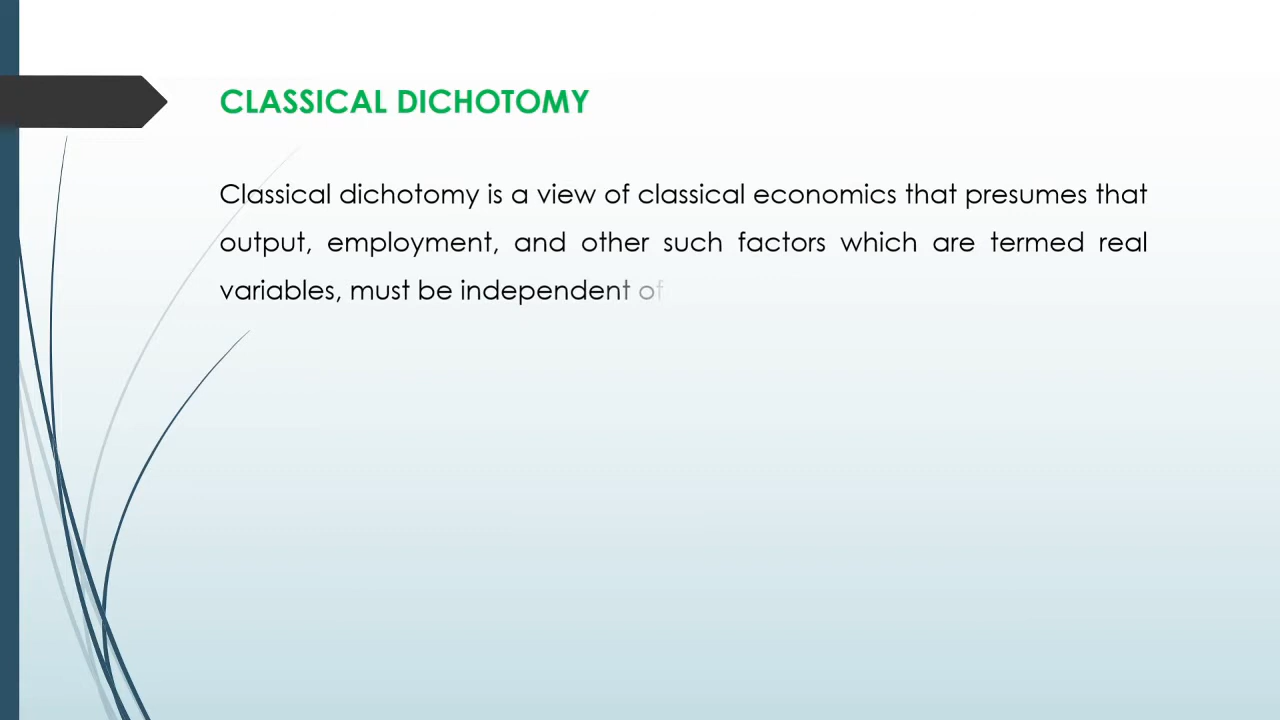 CLASSICAL DICHOTOMY
Classical dichotomy is a view of classical economics that presumes that
output, employment, and other such factors which are termed real
variables, must be independent of